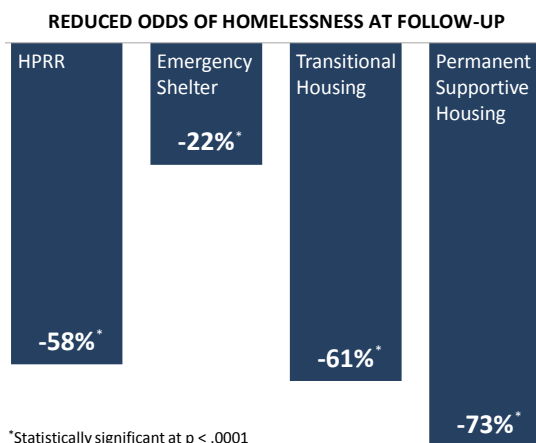 REDUCED ODDS OF HOMELESSNESS AT FOLLOW-UP
HPRR
-58%*
Emergency
Shelter
-22%*
Transitional
Housing
-61%*
Permanent
Supportive
Housing
-73%*
*Statistically significant at p < .0001